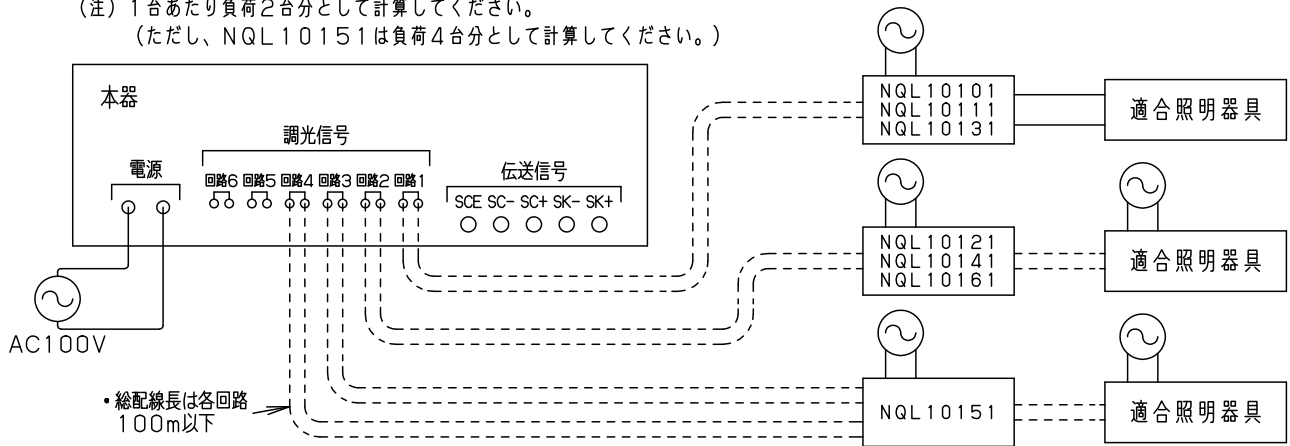 (注)1台あたり負荷2台分として計算してください。
(ただし、NQL10151は負荷4台分として計算してください。)
本器
調光信号
電源
回路6 回路5 回路4 回路3 回路2 回路1
伝送信号
SCE SC- SC+ SK- SK+
AC100V
・総配線長は各回路
100m以下
NQL10101
NQL10111
NQL10131
適合照明器具
NQL10121
NQL10141
NQL10161
適合照明器具
NQL10151
適合照明器具